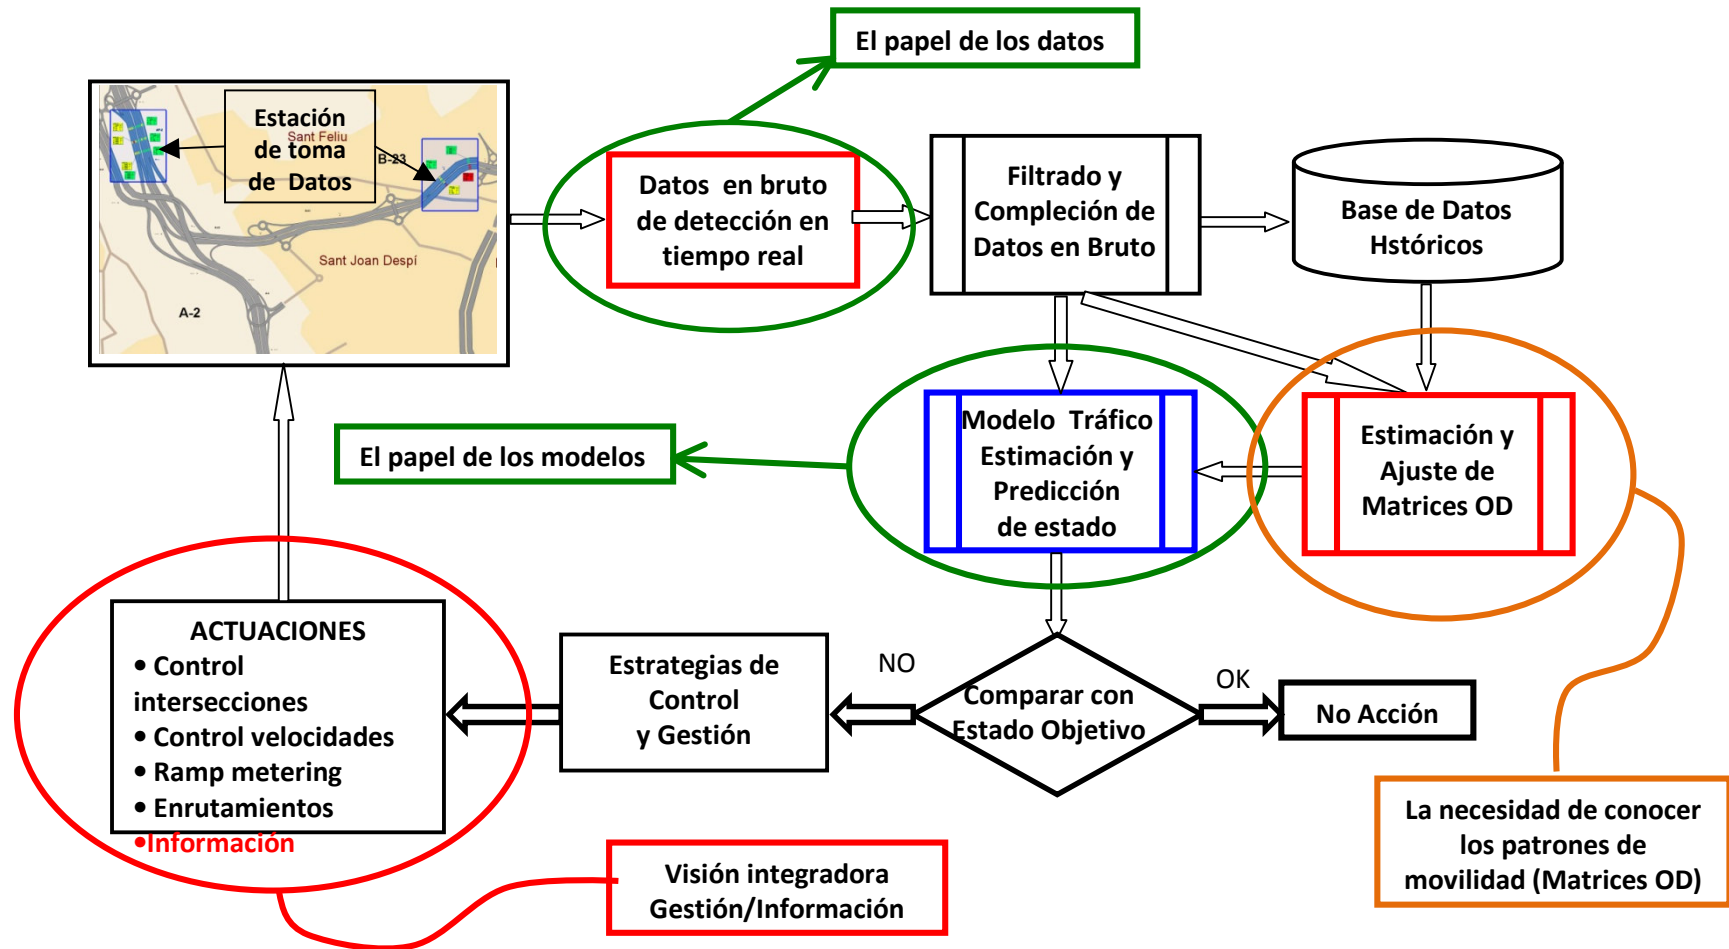 El papel de los datos
Estación
Sant Feliu
de toma
B-23
de Datos
Sant Joan Despí
A-2
Datos en bruto
de detección en
tiempo real
Filtrado y
Compleción de
Datos en Bruto
Base de Datos
Hstóricos
El papel de los modelos
Modelo Tráfico
Estimación y
Predicción
de estado
Estimación y
Ajuste de
Matrices OD
ACTUACIONES
• Control
intersecciones
• Control velocidades
• Ramp metering
• Enrutamientos
•Información
Estrategias de
Control
y Gestión
NO
Comparar con
Estado Objetivo
OK
No Acción
La necesidad de conocer
los patrones de
movilidad (Matrices OD)
Visión integradora
Gestión/Información